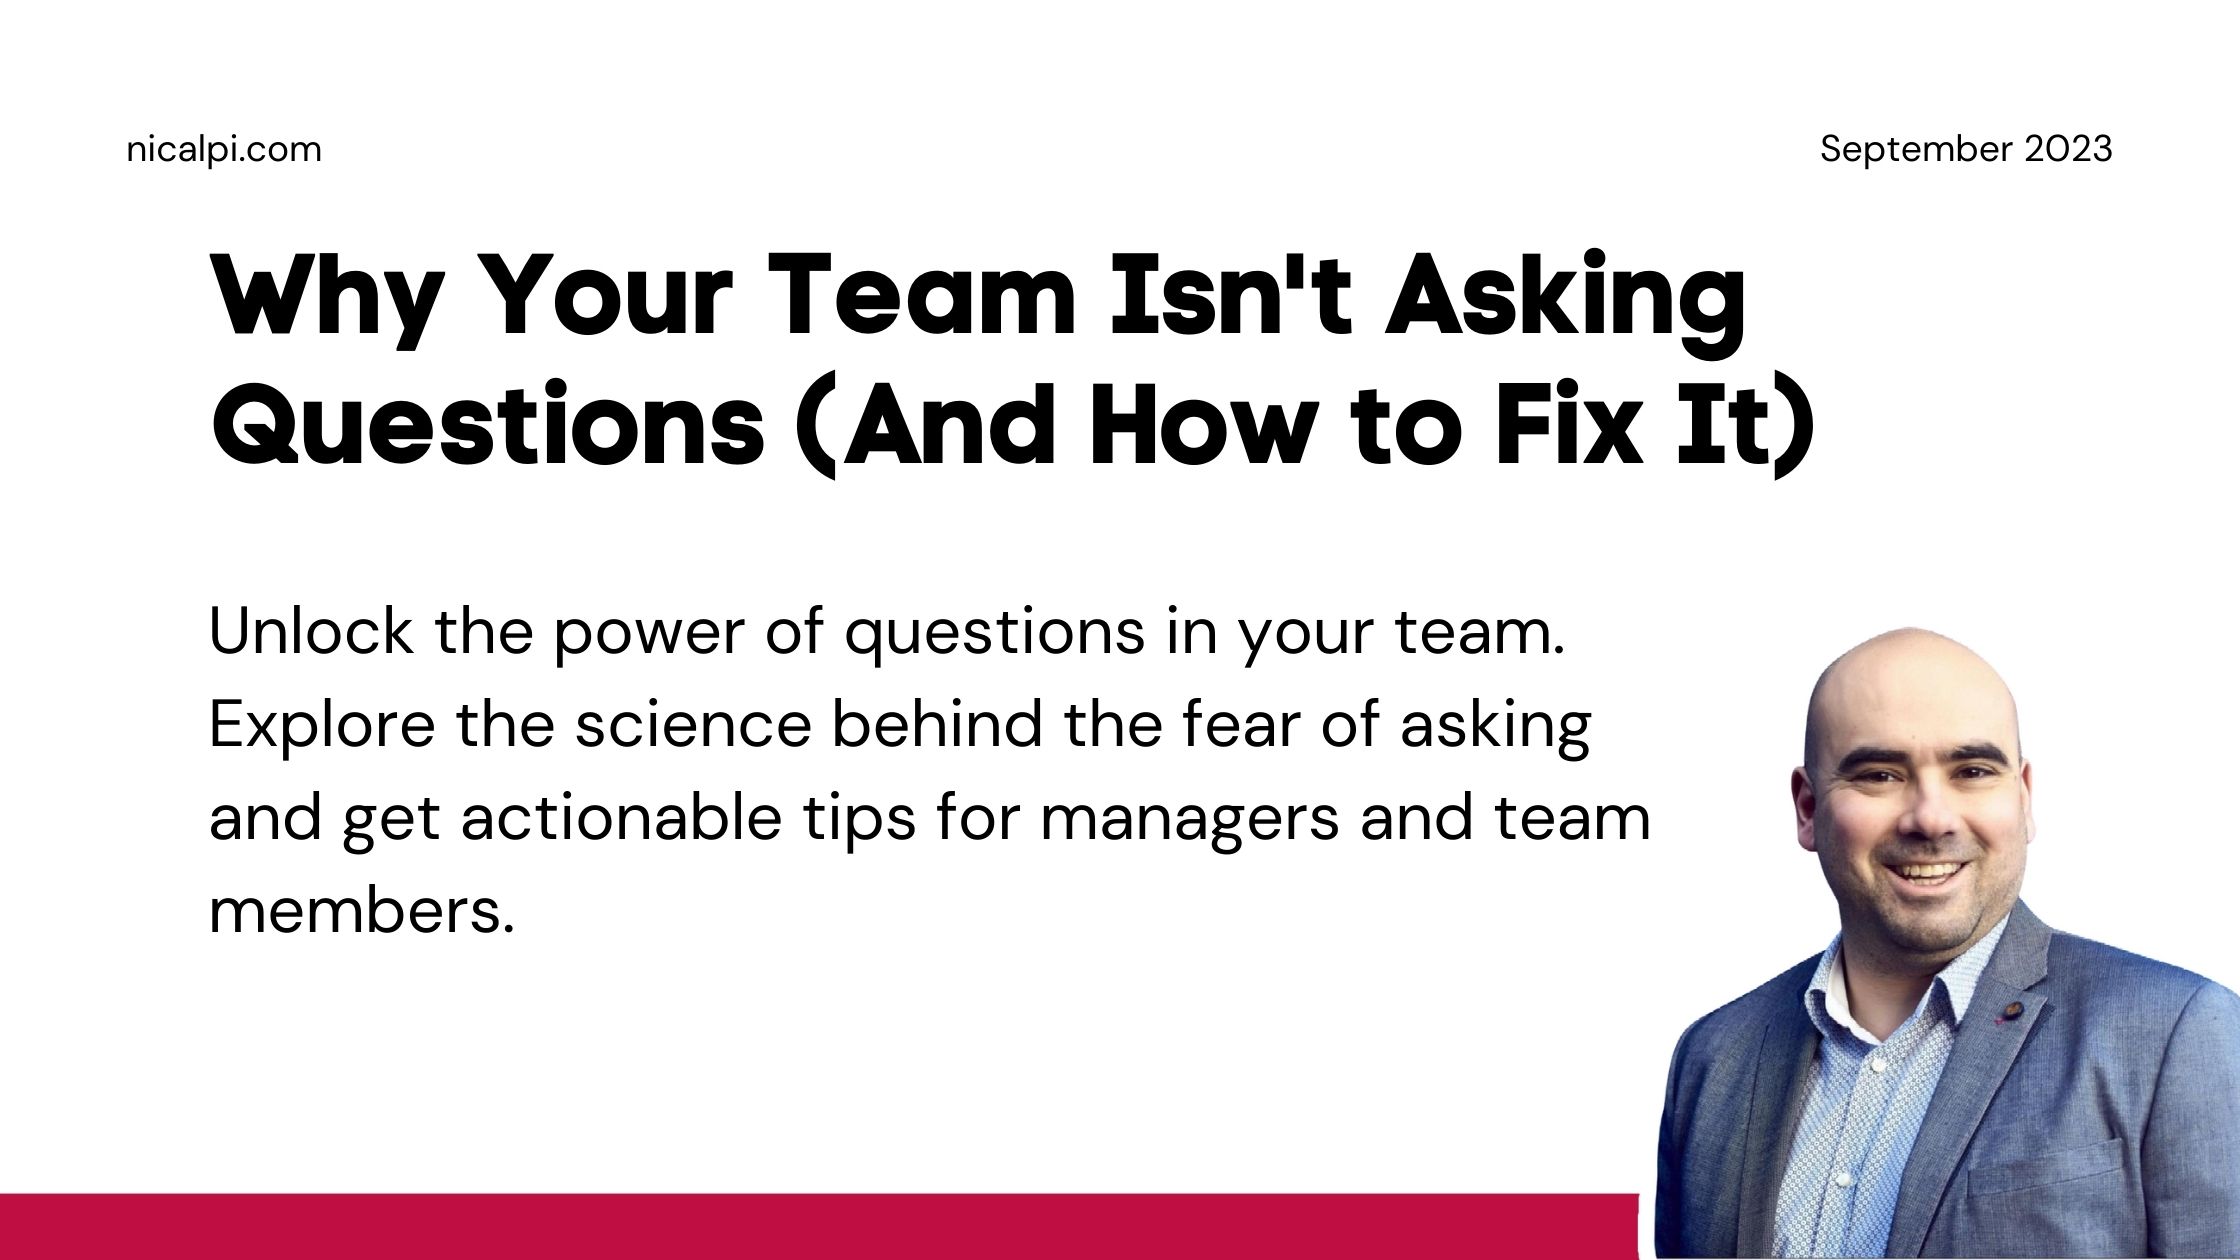 nicalpi.com
September 2023
Why Your Team Isn't Asking
Questions (And How to Fix It)
Unlock the power of questions in your team.
Explore the science behind the fear of asking
and get actionable tips for managers and team
members.